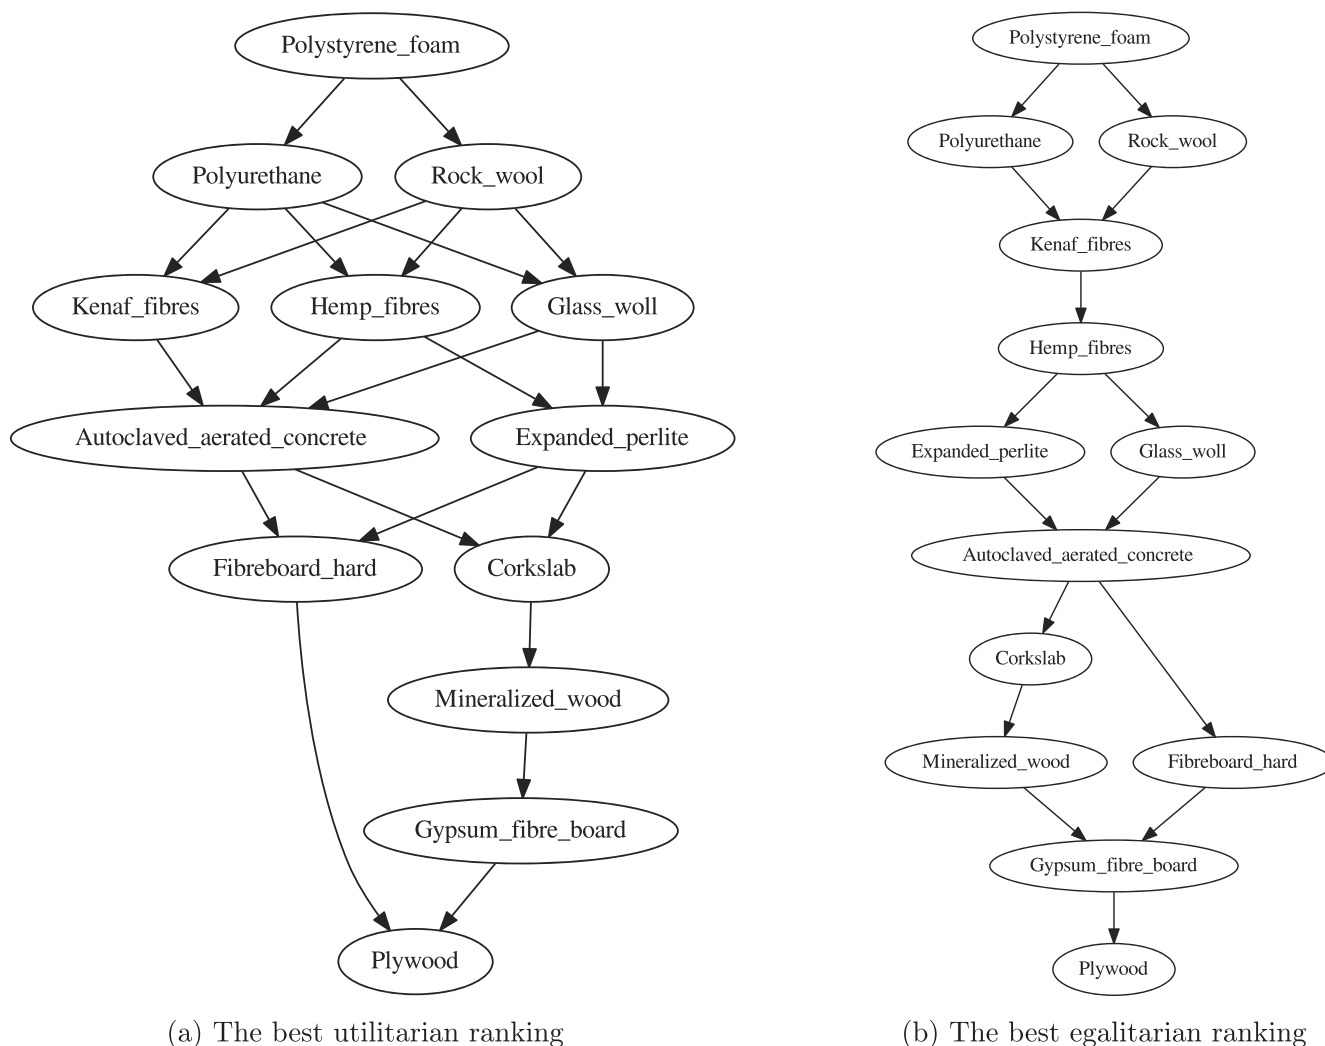 Polystyrene_foam
Polyurethane
Rock_wool
Kenaf_fibres
Hemp_fibres
Glass_woll
Autoclaved_aerated_concrete
Expanded_perlite
Fibreboard_hard
Corkslab
Mineralized_wood
Gypsum_fibre_board
Plywood
(a) The best utilitarian ranking
Polystyrene_foam
Polyurethane
Rock_wool
Kenaf_fibres
Hemp_fibres
Expanded_perlite
Glass_woll
Autoclaved_aerated_concrete
Corkslab
Mineralized_wood
Fibreboard_hard
Gypsum_fibre_board
Plywood
(b) The best egalitarian ranking